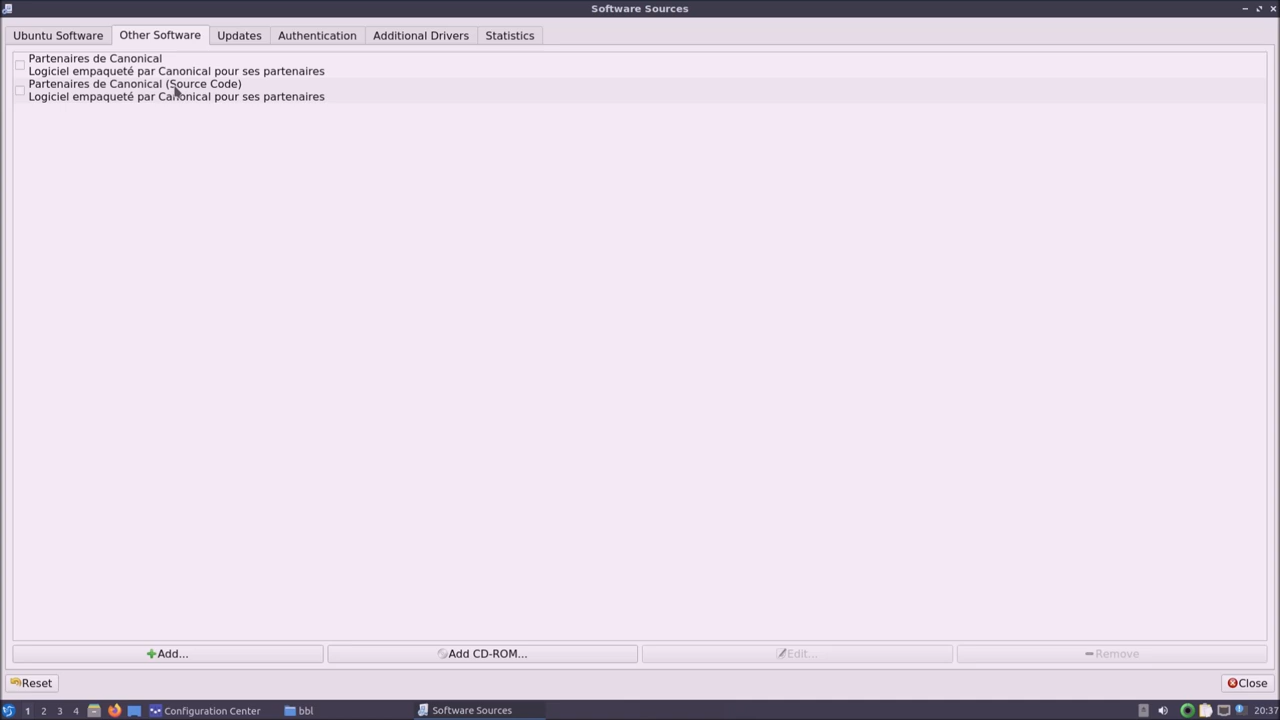 Software Sources
Ubuntu Software
Other Software
Updates
Authentication
Additional Drivers
Statistics
Partenaires de Canonical
Logiciel empaqueté par Canonical pour ses partenaires
Partenaires de Canonical (Source Code)
Logiciel empaqueté par Canonical pour ses partenaires
Add...
Add CD-ROM...
Edit...
Remove
Reset
Close
1
2
3
4
Configuration Center
bbl
Software Sources
20:37